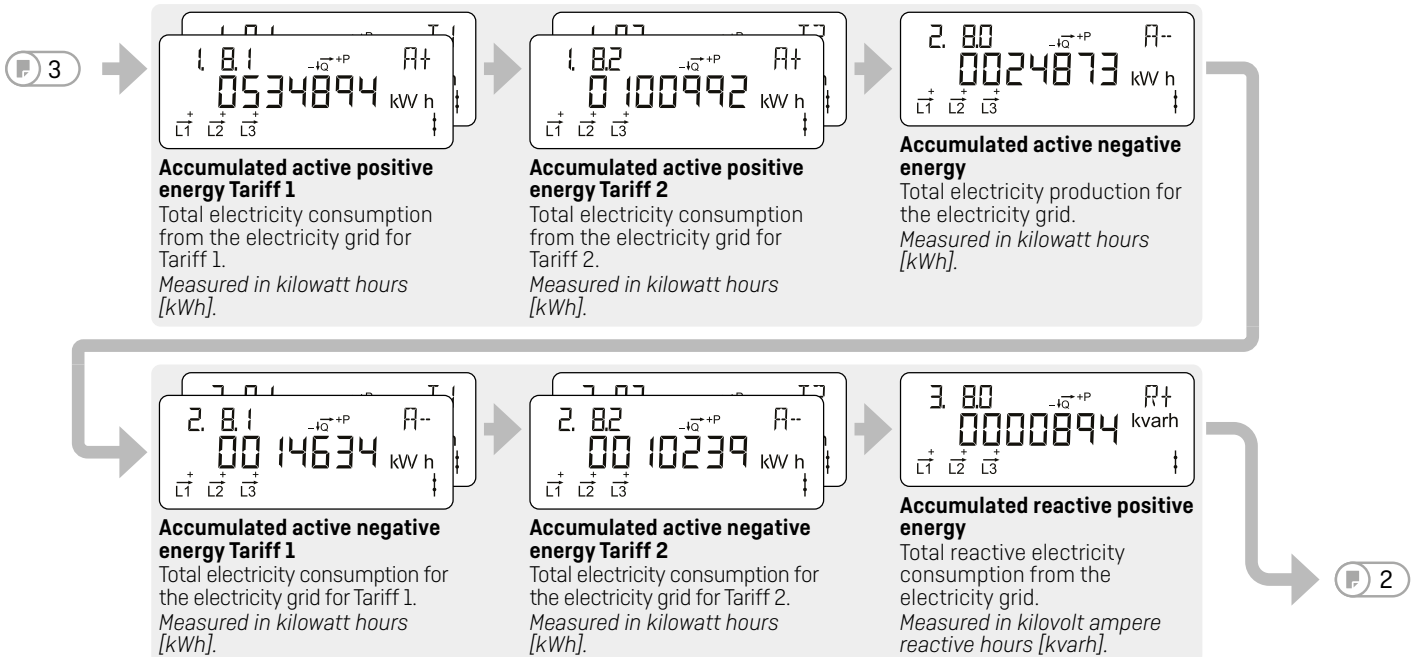 3
1. 8.1 -Q +P A+
0534894 kW h
L1 L2 L3
Accumulated active positive
energy Tariff 1
Total electricity consumption
from the electricity grid for
Tariff 1.
Measured in kilowatt hours
[kWh].
1. 8.2 -Q +P A+
0100992 kW h
L1 L2 L3
Accumulated active positive
energy Tariff 2
Total electricity consumption
from the electricity grid for
Tariff 2.
Measured in kilowatt hours
[kWh].
2. 8.0 -Q +P A--
0024873 kW h
L1 L2 L3
Accumulated active negative
energy
Total electricity production for
the electricity grid.
Measured in kilowatt hours
[kWh].
2. 8.1 -Q +P A--
0014634 kW h
L1 L2 L3
Accumulated active negative
energy Tariff 1
Total electricity consumption for
the electricity grid for Tariff 1.
Measured in kilowatt hours
[kWh].
2. 8.2 -Q +P A--
0010239 kW h
L1 L2 L3
Accumulated active negative
energy Tariff 2
Total electricity consumption for
the electricity grid for Tariff 2.
Measured in kilowatt hours
[kWh].
3. 8.0 -Q +P R+
0000894 kvarh
L1 L2 L3
Accumulated reactive positive
energy
Total reactive electricity
consumption from the
electricity grid.
Measured in kilovolt ampere
reactive hours [kvarh].
2